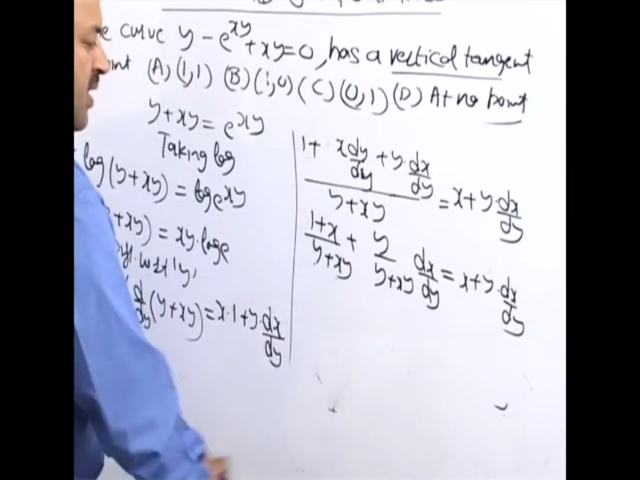 curve y - e^xy + xy = 0, has a vertical tangent
(A) (1,1) (B) (1,0) (C) (0,1) (D) At no point
y + xy = e^xy
Taking log
log(y + xy) = log e^xy
+ xy) = xy. log e
w.r.t 'y'
d/dy (y + xy) = x.1 + y. dx/dy
(1 + x dy/dy + y. dx/dy)/(y + xy) = x + y. dx/dy
(1 + x)/(y + xy) + y/(y + xy) dx/dy = x + y. dx/dy